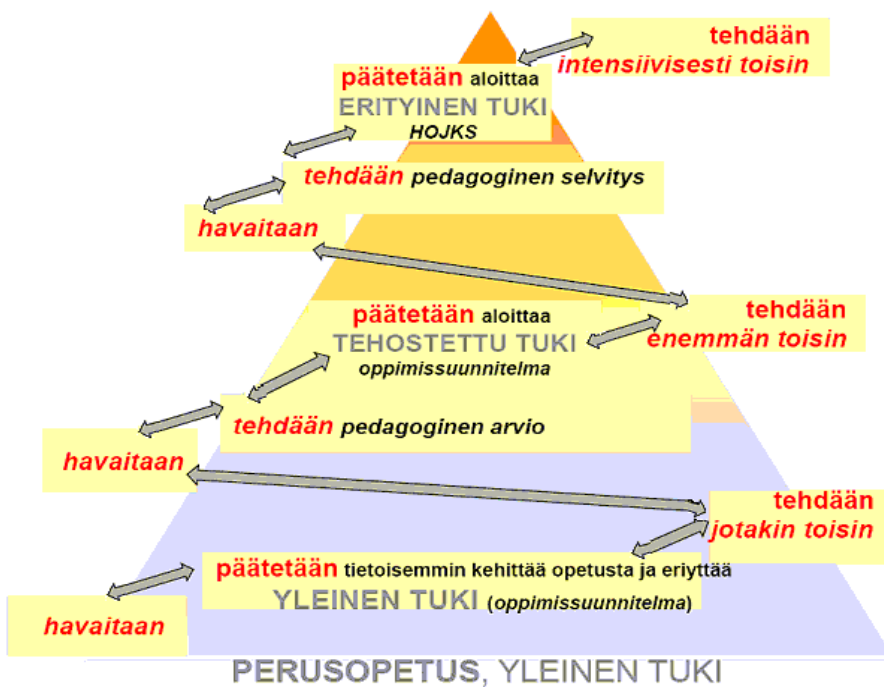 tehdään
intensiivisesti toisin
päätetään aloittaa
ERITYINEN TUKI
HOJKS
tehdään pedagoginen selvitys
havaitaan
päätetään aloittaa
TEHOSTETTU TUKI
oppimissuunnitelma
tehdään
enemmän toisin
tehdään pedagoginen arvio
havaitaan
tehdään
jotakin toisin
päätetään tietoisemmin kehittää opetusta ja eriyttää
YLEINEN TUKI (oppimissuunnitelma)
havaitaan
PERUSOPETUS, YLEINEN TUKI